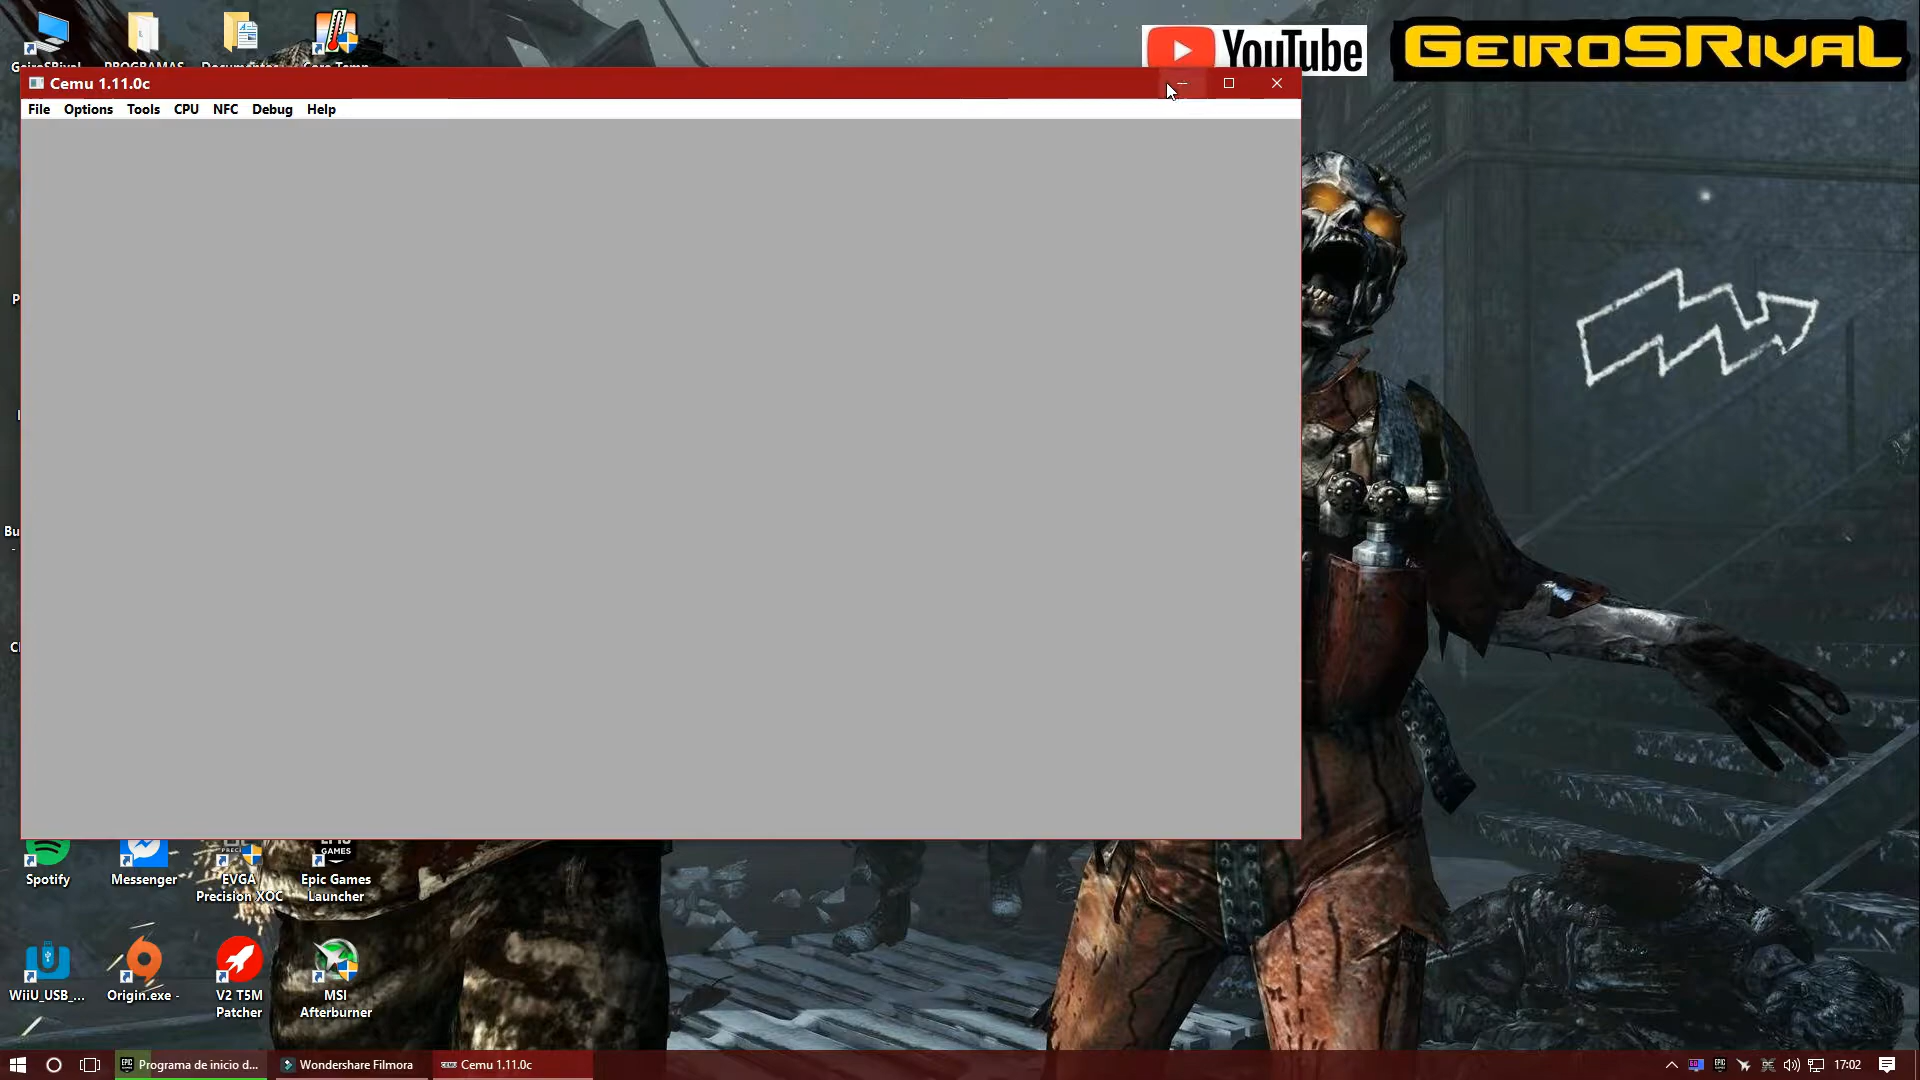 YouTube
GEIROSRIVAL
Cemu 1.11.0c
File Options Tools CPU NFC Debug Help
Bu
Spotify
Messenger
EVGA
Precision XOC
Epic Games
Launcher
WiiU_USB_...
Origin.exe -
V2 T5M
Patcher
MSI
Afterburner
Programa de inicio d...
Wondershare Filmora
Cemu 1.11.0c
17:02